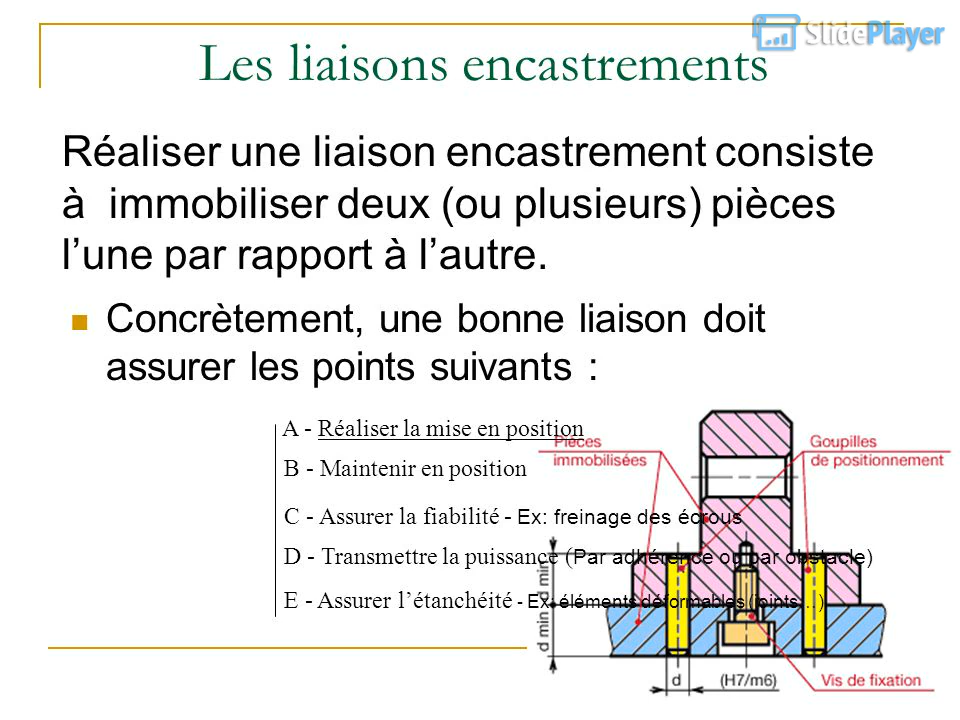 SlidePlayer
Les liaisons encastrements
Réaliser une liaison encastrement consiste
à immobiliser deux (ou plusieurs) pièces
l’une par rapport à l’autre.
Concrètement, une bonne liaison doit
assurer les points suivants :
A - Réaliser la mise en position
B - Maintenir en position
C - Assurer la fiabilité - Ex: freinage des écrous
D - Transmettre la puissance (Par adhérence ou par obstacle)
E - Assurer l’étanchéité - Ex: éléments déformables (joints…)
Pièces
immobilisées
Goupilles
de positionnement
d min
d min
d
(H7/m6)
Vis de fixation